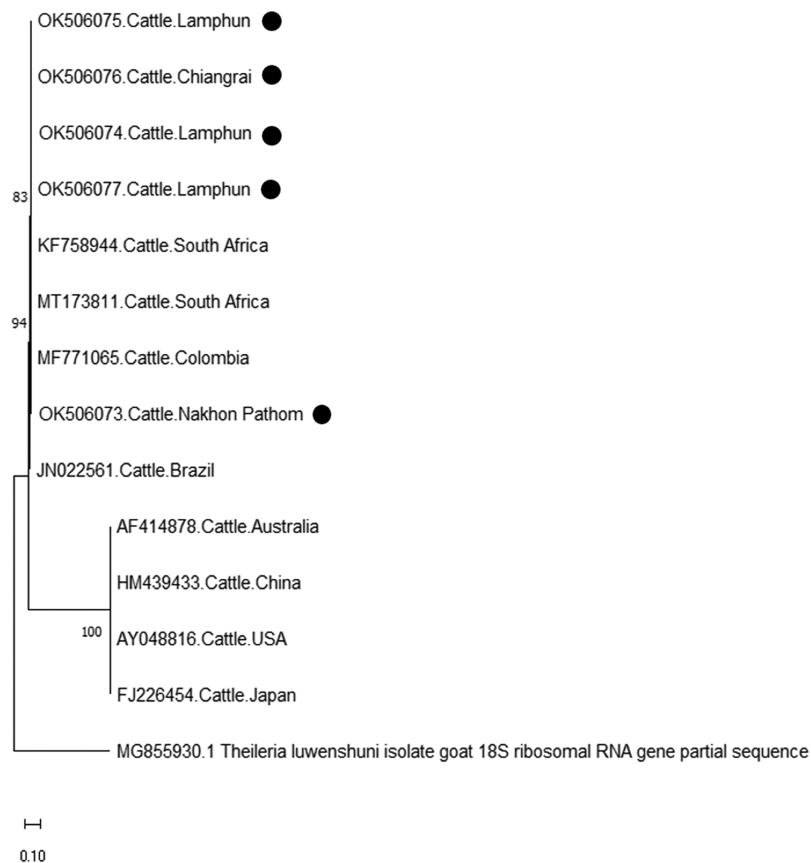 OK506075.Cattle.Lamphun
OK506076.Cattle.Chiangrai
OK506074.Cattle.Lamphun
OK506077.Cattle.Lamphun
83
KF758944.Cattle.South Africa
MT173811.Cattle.South Africa
94
MF771065.Cattle.Colombia
OK506073.Cattle.Nakhon Pathom
JN022561.Cattle.Brazil
AF414878.Cattle.Australia
HM439433.Cattle.China
100
AY048816.Cattle.USA
FJ226454.Cattle.Japan
MG855930.1 Theileria luwenshuni isolate goat 18S ribosomal RNA gene partial sequence
0.10